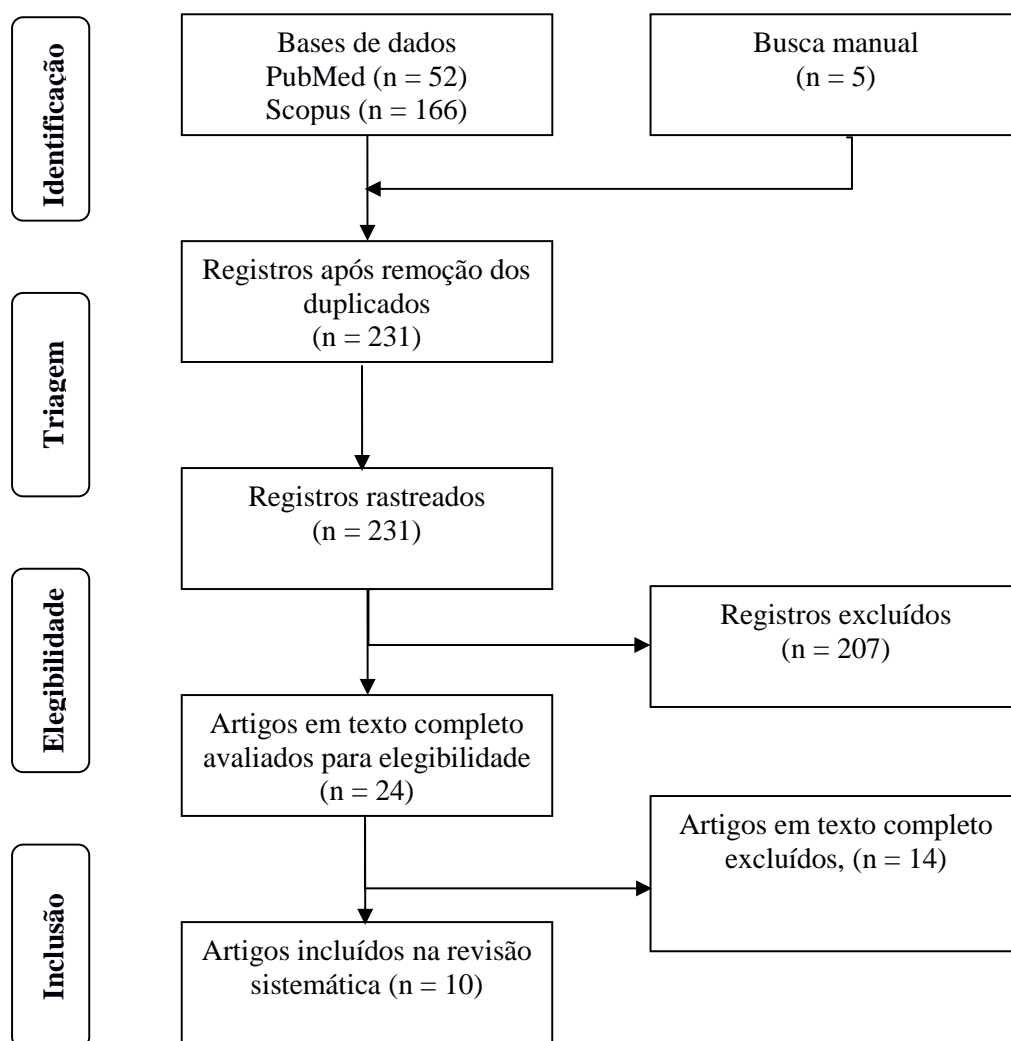 Identificação
Bases de dados
PubMed (n = 52)
Scopus (n = 166)
Busca manual
(n = 5)
Triagem
Registros após remoção dos
duplicados
(n = 231)
Registros rastreados
(n = 231)
Elegibilidade
Registros excluídos
(n = 207)
Artigos em texto completo
avaliados para elegibilidade
(n = 24)
Artigos em texto completo
excluídos, (n = 14)
Inclusão
Artigos incluídos na revisão
sistemática (n = 10)